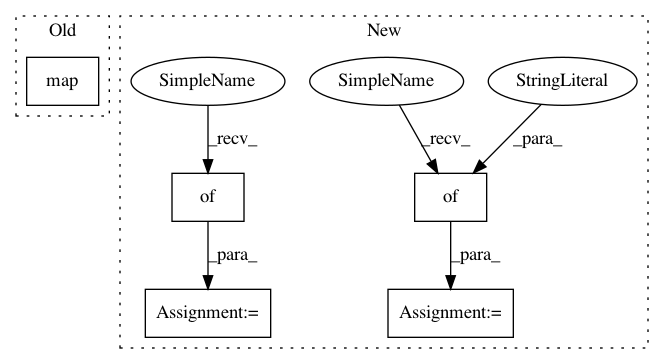 Old
New
map
SimpleName
SimpleName
StringLiteral
_recv_
_recv_
_para_
of
of
_para_
_para_
Assignment:=
Assignment:=